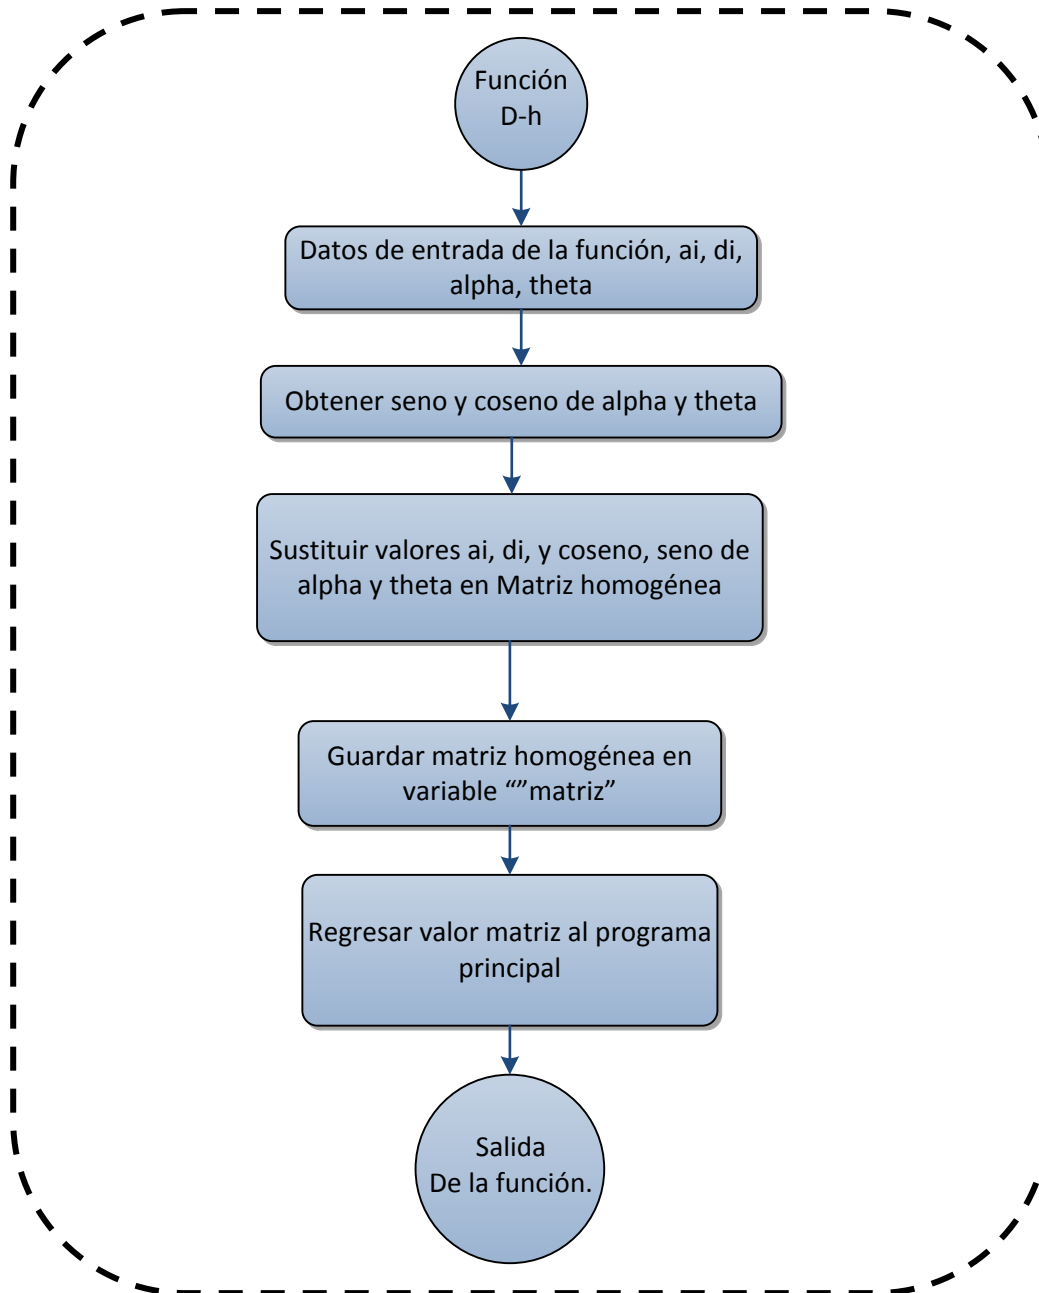 Función
D-h
Datos de entrada de la función, ai, di,
alpha, theta
Obtener seno y coseno de alpha y theta
Sustituir valores ai, di, y coseno, seno de
alpha y theta en Matriz homogénea
Guardar matriz homogénea en
variable “”matriz”
Regresar valor matriz al programa
principal
Salida
De la función.